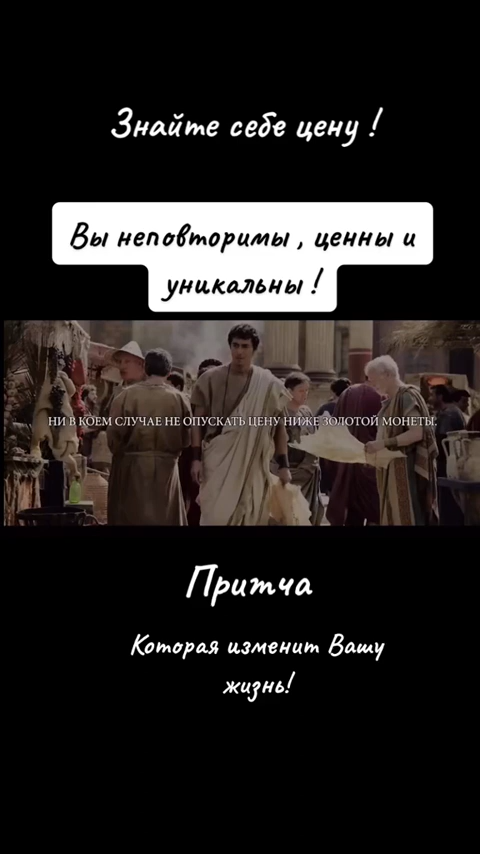 Знайте себе цену !
Вы неповторимы , ценны и
уникальны !
НИ В КОЕМ СЛУЧАЕ НЕ ОПУСКАТЬ ЦЕНУ НИЖЕ ЗОЛОТОЙ МОНЕТЫ.
Притча
Которая изменит Вашу
жизнь!